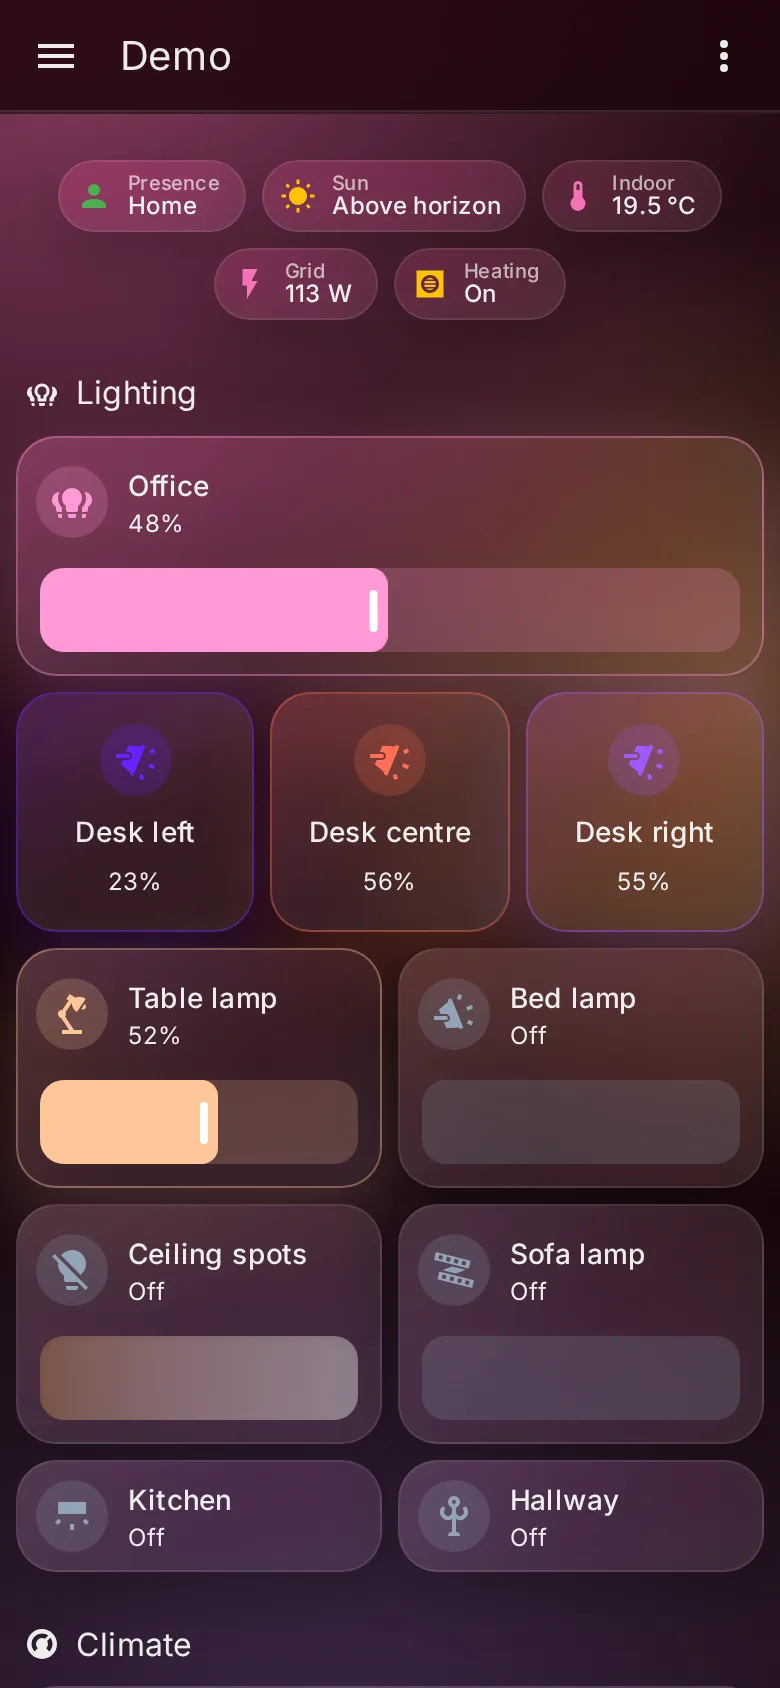 Demo
Presence
Home
Sun
Above horizon
Indoor
19.5 °C
Grid
113 W
Heating
On
Lighting
Office
48%
Desk left
23%
Desk centre
56%
Desk right
55%
Table lamp
52%
Bed lamp
Off
Ceiling spots
Off
Sofa lamp
Off
Kitchen
Off
Hallway
Off
Climate